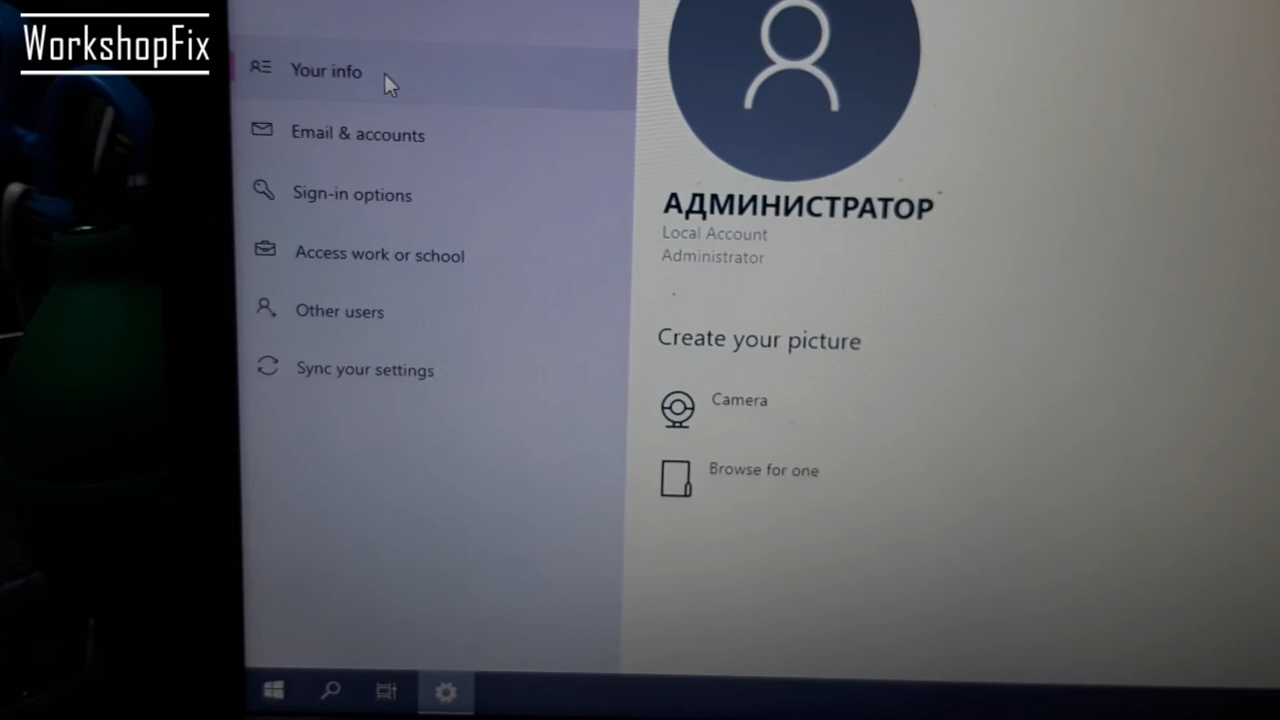 WorkshopFix
Your info
Email & accounts
Sign-in options
Access work or school
Other users
Sync your settings
АДМИНИСТРАТОР
Local Account
Administrator
Create your picture
Camera
Browse for one